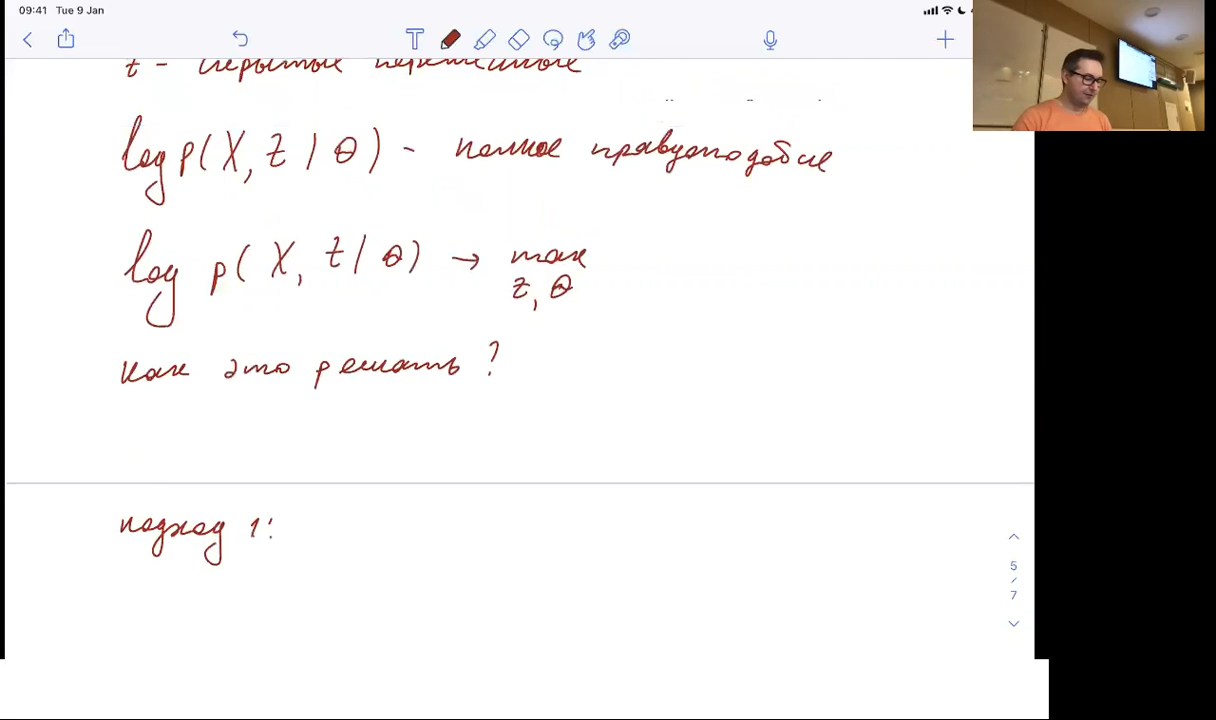 09:41 Tue 9 Jan
z - скрытые переменные
log p(X, Z | Θ) - полное правдоподобие
log p(X, Z | Θ) → max
z, Θ
как это решать?
подход 1:
5
/
7